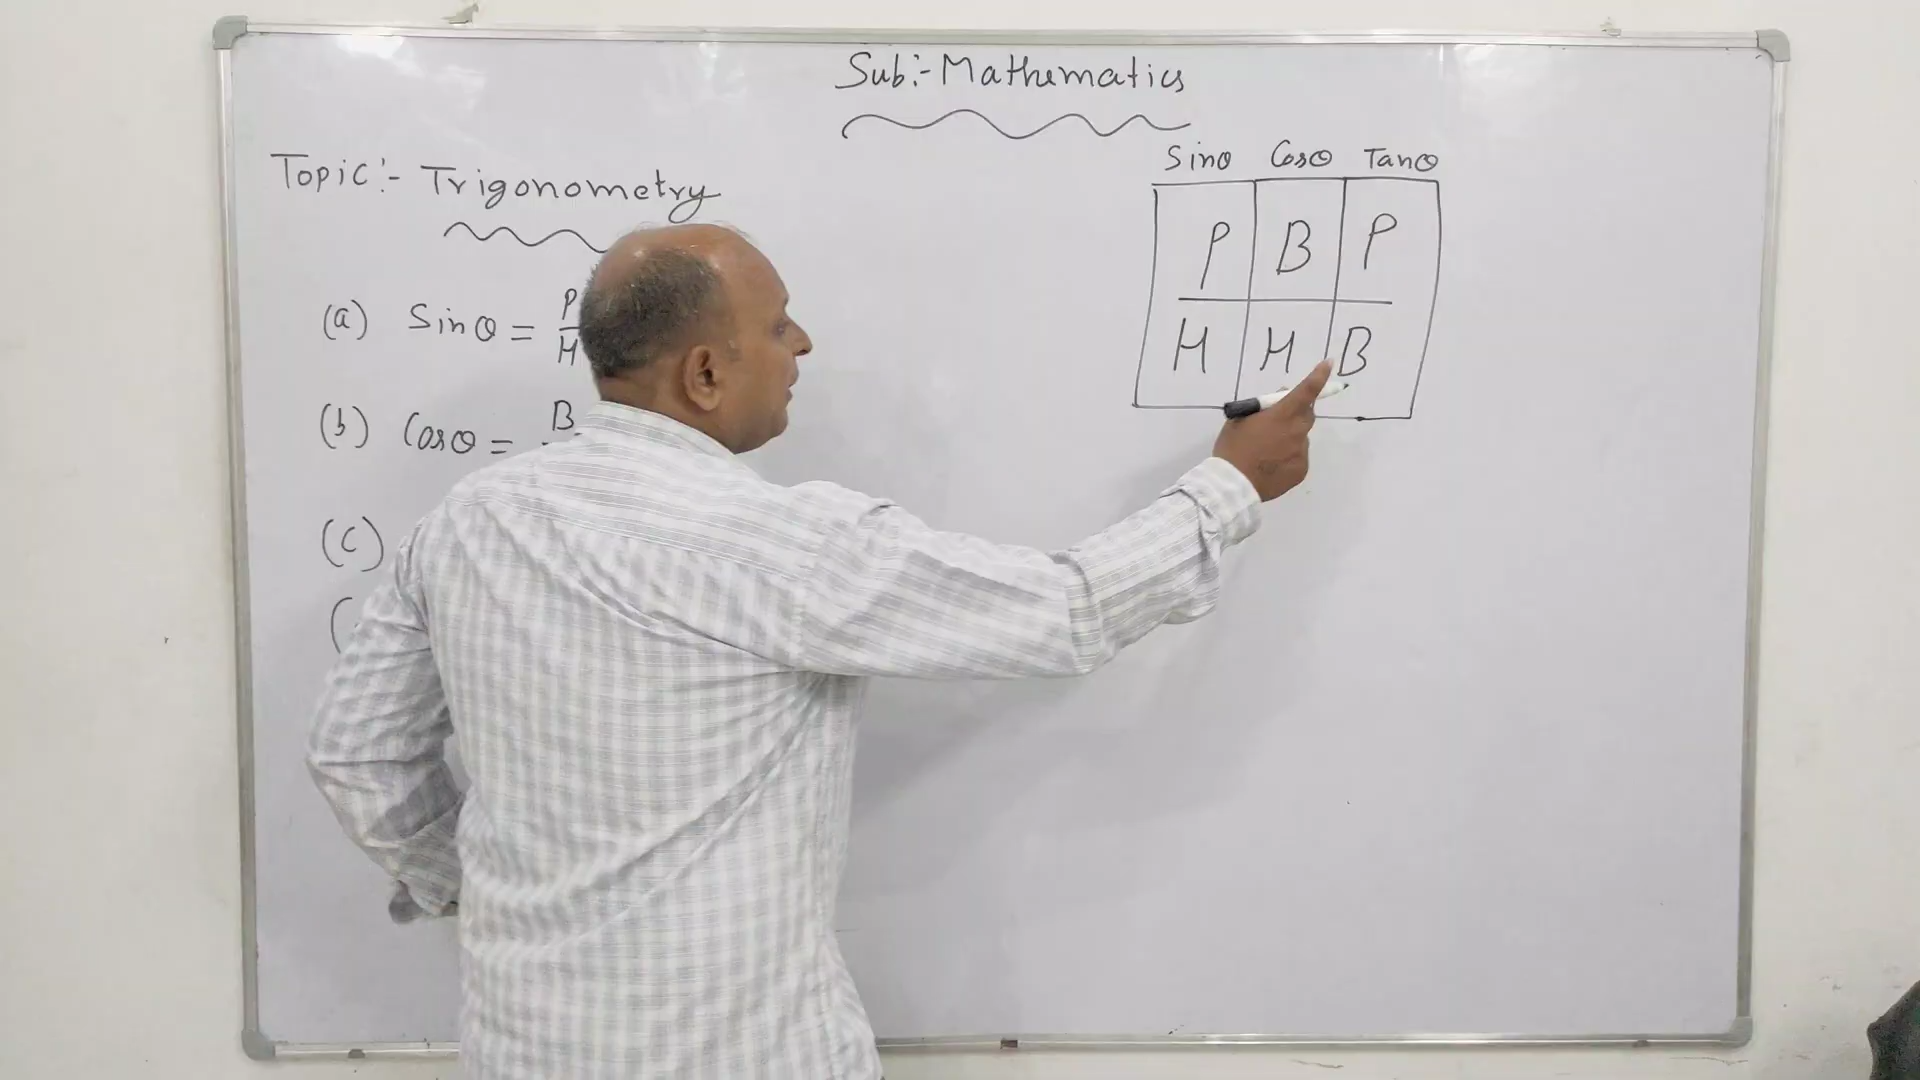 Sub:- Mathematics
Topic:- Trigonometry
Sinθ Cosθ Tanθ
P B P
H H B
(a) Sinθ = P/H
(b) Cosθ = B
(c)
(